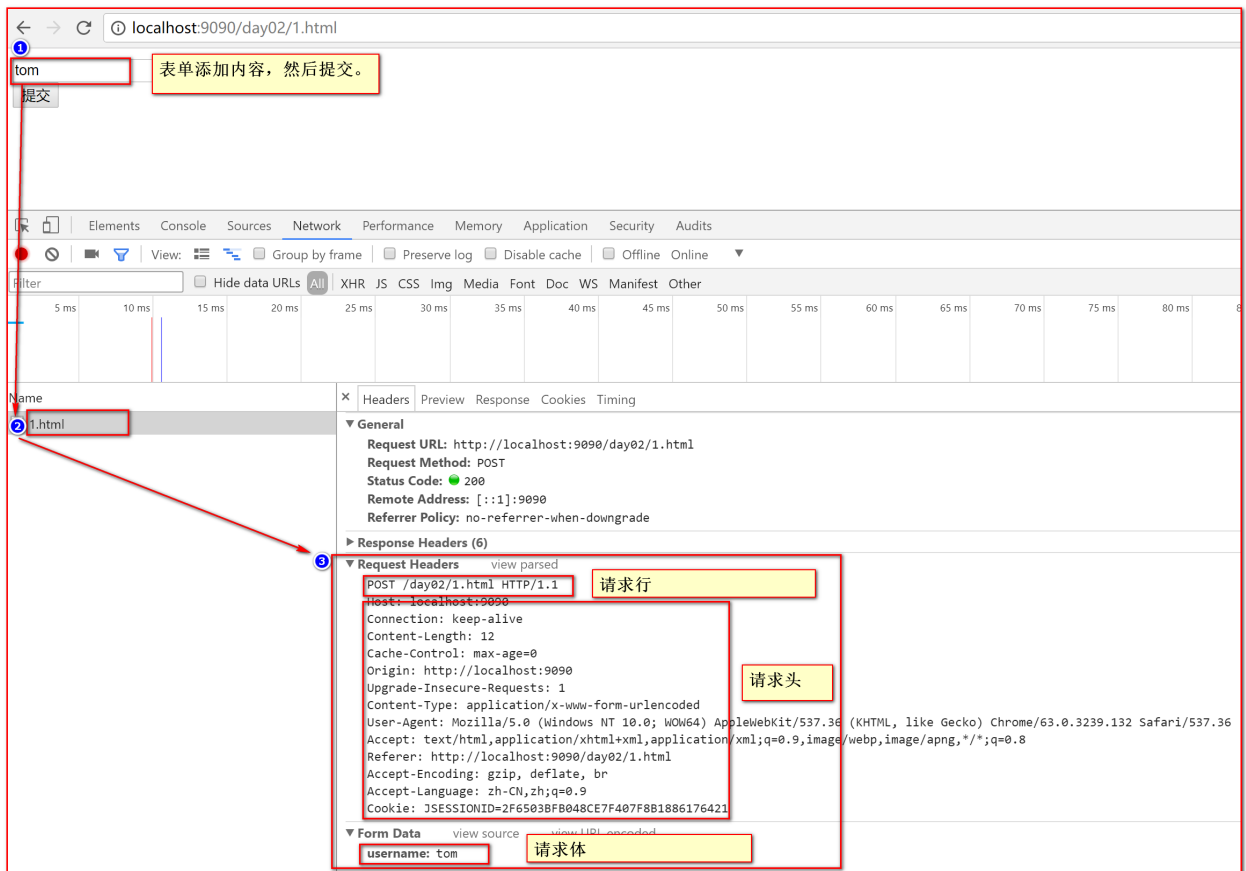 localhost:9090/day02/1.html
1
tom
表单添加内容，然后提交。
提交
Elements Console Sources Network Performance Memory Application Security Audits
View: Group by frame Preserve log Disable cache Offline Online
Filter Hide data URLs All XHR JS CSS Img Media Font Doc WS Manifest Other
5 ms 10 ms 15 ms 20 ms 25 ms 30 ms 35 ms 40 ms 45 ms 50 ms 55 ms 60 ms 65 ms 70 ms 75 ms 80 ms 8
Name
2 1.html
× Headers Preview Response Cookies Timing
General
Request URL: http://localhost:9090/day02/1.html
Request Method: POST
Status Code: 200
Remote Address: [::1]:9090
Referrer Policy: no-referrer-when-downgrade
Response Headers (6)
3
Request Headers view parsed
POST /day02/1.html HTTP/1.1
请求行
Host: localhost:9090
Connection: keep-alive
Content-Length: 12
Cache-Control: max-age=0
Origin: http://localhost:9090
请求头
Upgrade-Insecure-Requests: 1
Content-Type: application/x-www-form-urlencoded
User-Agent: Mozilla/5.0 (Windows NT 10.0; WOW64) AppleWebKit/537.36 (KHTML, like Gecko) Chrome/63.0.3239.132 Safari/537.36
Accept: text/html,application/xhtml+xml,application/xml;q=0.9,image/webp,image/apng,*/*;q=0.8
Referer: http://localhost:9090/day02/1.html
Accept-Encoding: gzip, deflate, br
Accept-Language: zh-CN,zh;q=0.9
Cookie: JSESSIONID=2F6503BFB048CE7F407F8B1886176421
Form Data view source view URL encoded
username: tom
请求体